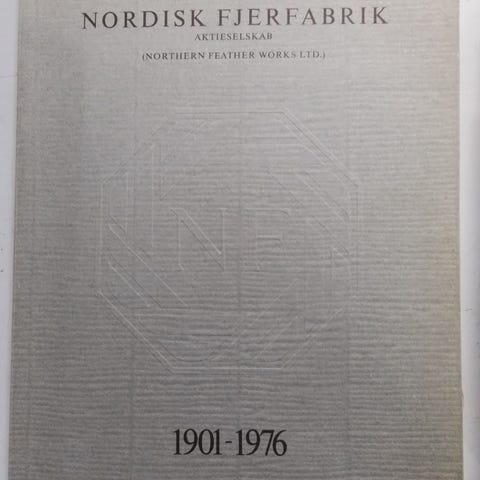 NORDISK FJERFABRIK
AKTIESELSKAB
(NORTHERN FEATHER WORKS LTD.)
NF
1901-1976